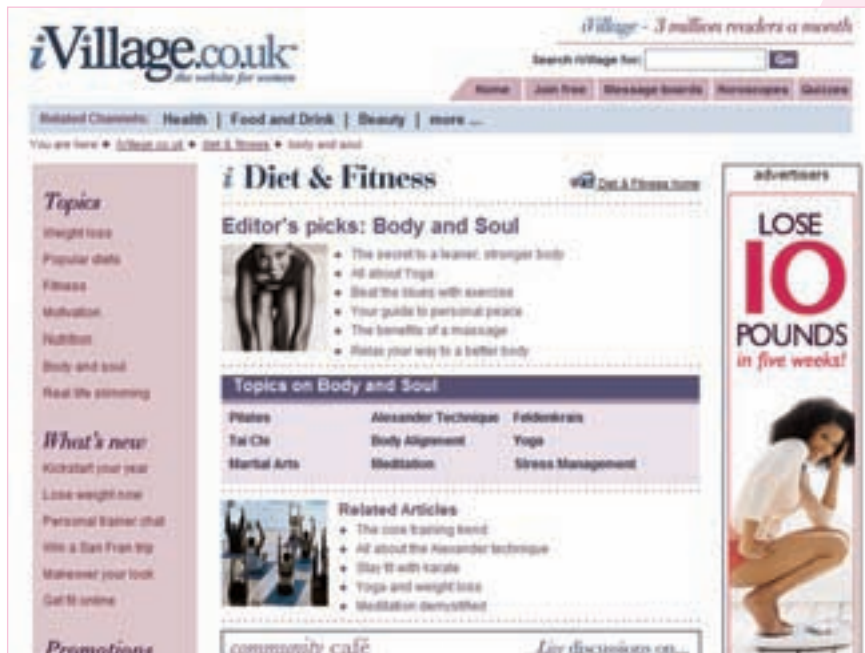 iVillage - 3 million readers a month
iVillage.co.uk
the website for women
Search iVillage for:
Go
Home
Join free
Message boards
Horoscopes
Quizzes
Related Channels: Health | Food and Drink | Beauty | more ...
You are here iVillage.co.uk diet & fitness body and soul
Topics
Weight loss
Popular diets
Fitness
Motivation
Nutrition
Body and soul
Real life slimming
What's new
Kickstart your year
Lose weight now
Personal trainer chat
Win a San Fran trip
Makeover your look
Get fit online
Promotions
i Diet & Fitness
Diet & Fitness home
Editor's picks: Body and Soul
The secret to a leaner, stronger body
All about Yoga
Beat the blues with exercise
Your guide to personal peace
The benefits of a massage
Relax your way to a better body
Topics on Body and Soul
Pilates Alexander Technique Feldenkrais
Tai Chi Body Alignment Yoga
Martial Arts Meditation Stress Management
Related Articles
The core training trend
All about the Alexander technique
Stay fit with karate
Yoga and weight loss
Meditation demystified
community café
Live discussions on...
advertisers
LOSE
10
POUNDS
in five weeks!